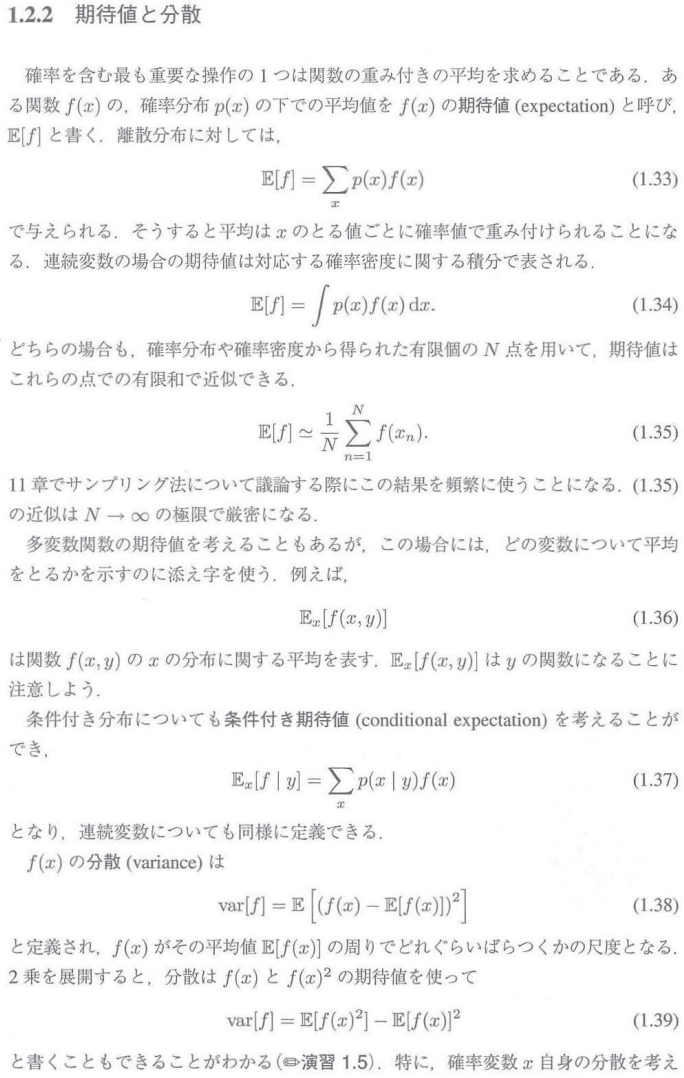 1.2.2 期待値と分散
確率を含む最も重要な操作の1つは関数の重み付きの平均を求めることである．あ
る関数 f(x) の，確率分布 p(x) の下での平均値を f(x) の期待値 (expectation) と呼び，
𝔼[f] と書く．離散分布に対しては，
𝔼[f] = ∑_x p(x)f(x) (1.33)
で与えられる．そうすると平均は x のとる値ごとに確率値で重み付けられることにな
る．連続変数の場合の期待値は対応する確率密度に関する積分で表される．
𝔼[f] = ∫ p(x)f(x) dx. (1.34)
どちらの場合も，確率分布や確率密度から得られた有限個の N 点を用いて，期待値は
これらの点での有限和で近似できる．
𝔼[f] ≃ 1/N ∑_{n=1}^{N} f(x_n). (1.35)
11 章でサンプリング法について議論する際にこの結果を頻繁に使うことになる．(1.35)
の近似は N → ∞ の極限で厳密になる．
多変数関数の期待値を考えることもあるが，この場合には，どの変数について平均
をとるかを示すのに添え字を使う．例えば，
𝔼_x[f(x, y)] (1.36)
は関数 f(x, y) の x の分布に関する平均を表す．𝔼_x[f(x, y)] は y の関数になることに
注意しよう．
条件付き分布についても条件付き期待値 (conditional expectation) を考えることが
でき，
𝔼_x[f | y] = ∑_x p(x | y)f(x) (1.37)
となり，連続変数についても同様に定義できる．
f(x) の分散 (variance) は
var[f] = 𝔼[(f(x) − 𝔼[f(x)])²] (1.38)
と定義され，f(x) がその平均値 𝔼[f(x)] の周りでどれぐらいばらつくかの尺度となる．
2 乗を展開すると，分散は f(x) と f(x)² の期待値を使って
var[f] = 𝔼[f(x)²] − 𝔼[f(x)]² (1.39)
と書くこともできることがわかる (✏演習 1.5)．特に，確率変数 x 自身の分散を考え